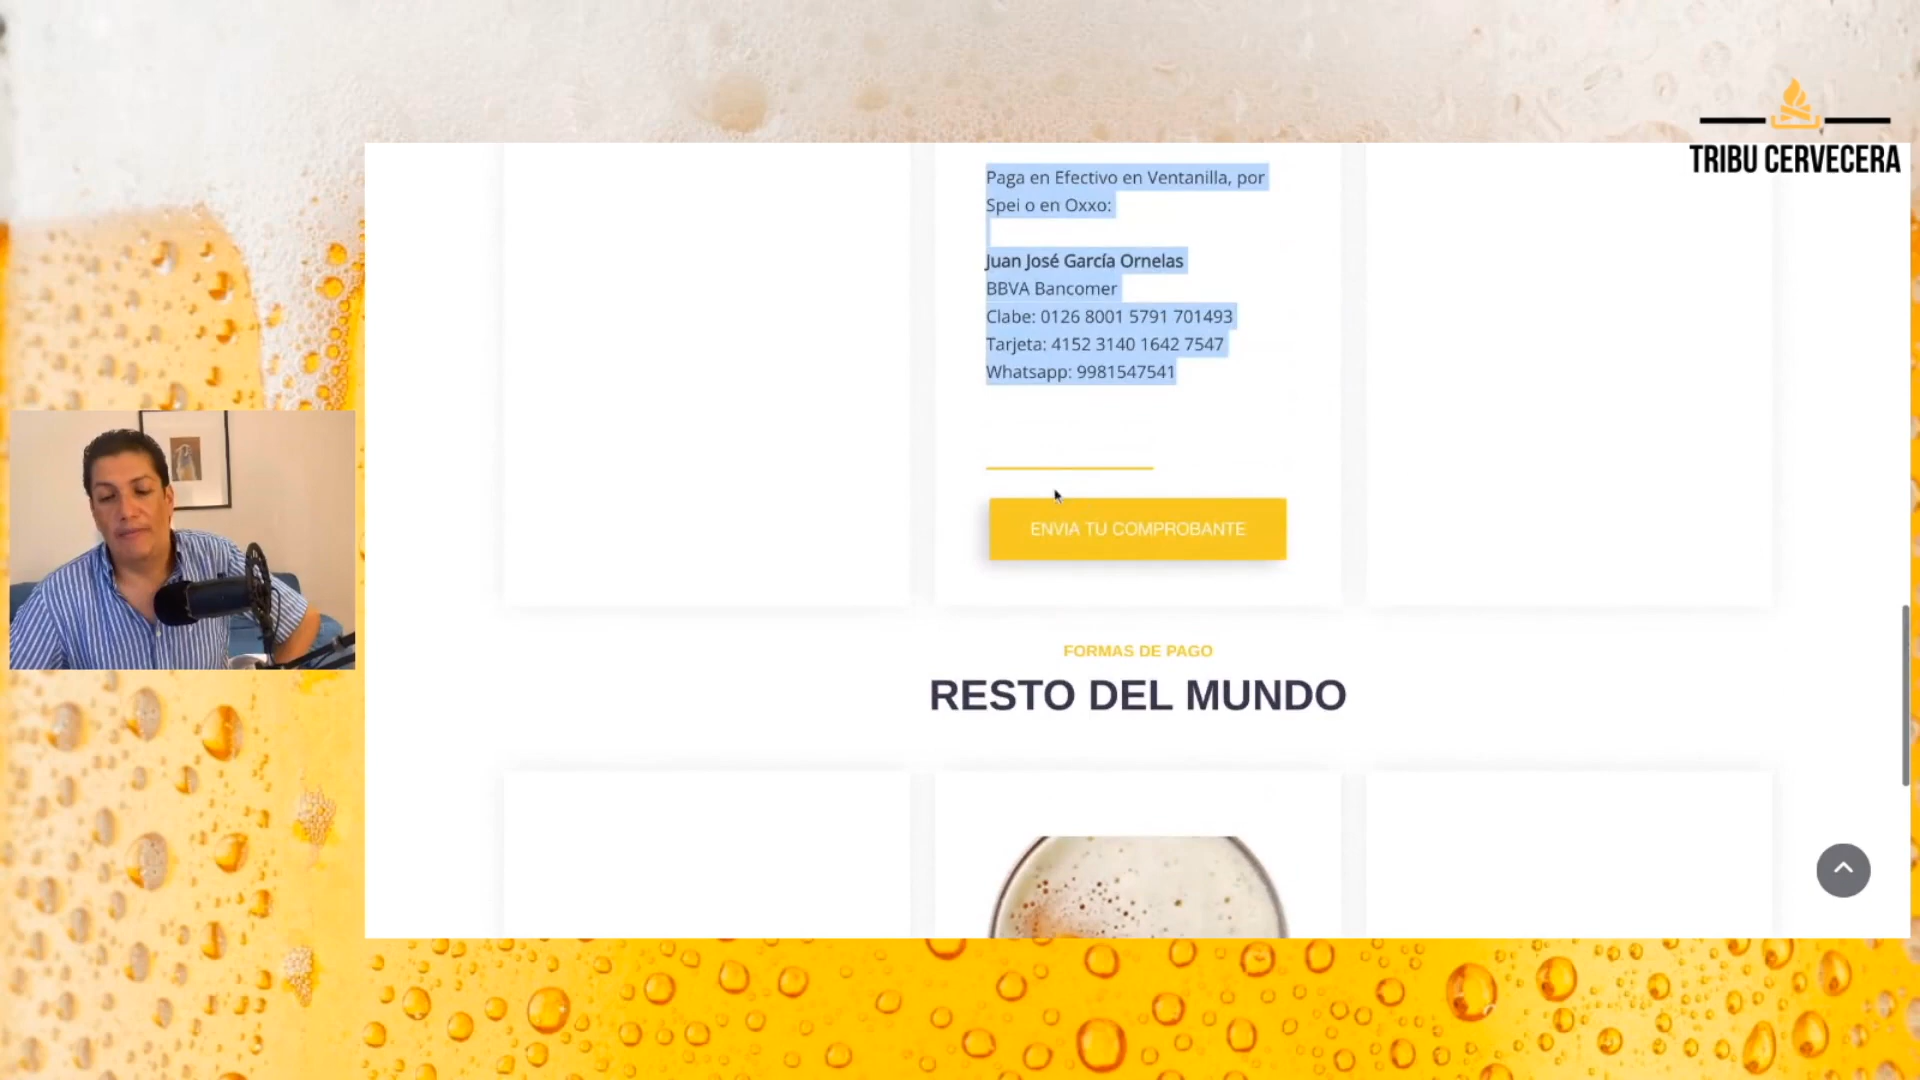 TRIBU CERVECERA
Paga en Efectivo en Ventanilla, por
Spei o en Oxxo:
Juan José García Ornelas
BBVA Bancomer
Clabe: 0126 8001 5791 701493
Tarjeta: 4152 3140 1642 7547
Whatsapp: 9981547541
ENVIA TU COMPROBANTE
FORMAS DE PAGO
RESTO DEL MUNDO